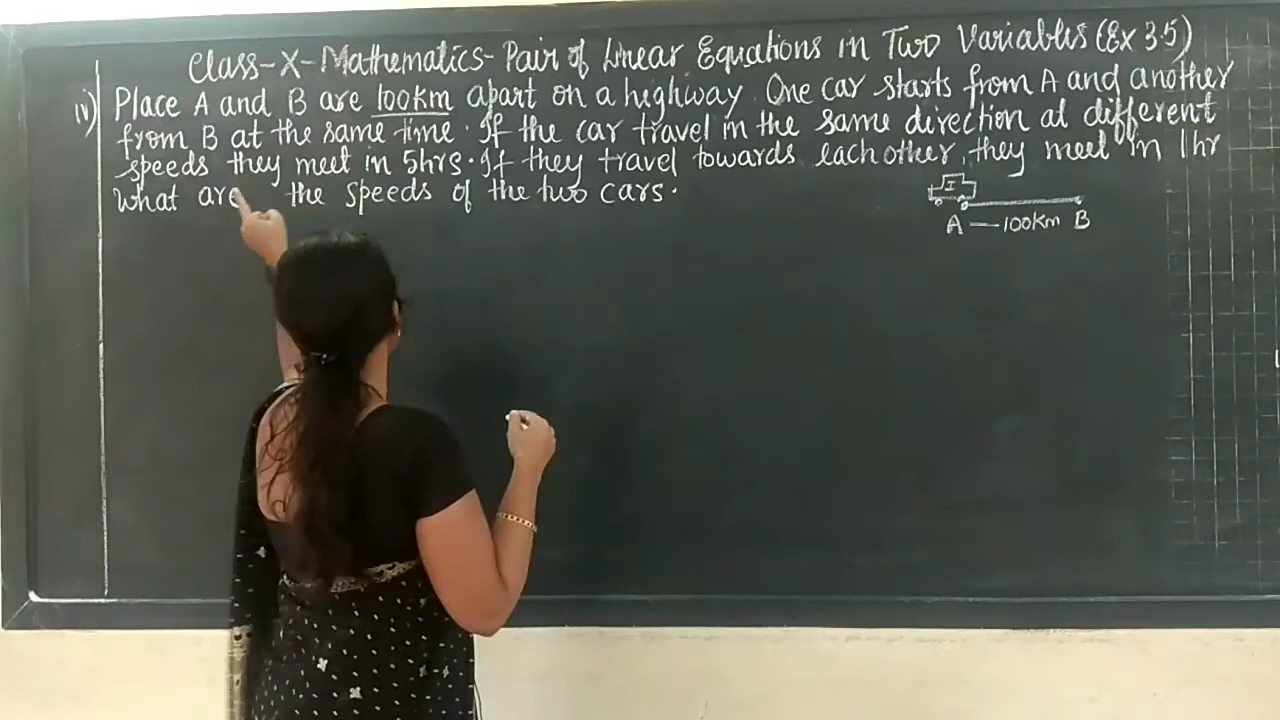 Class-X-Mathematics-Pair of Linear Equations in Two Variables (Ex 3.5)
iv) Place A and B are 100km apart on a highway. One car starts from A and another
from B at the same time. If the car travel in the same direction at different
speeds they meet in 5hrs. If they travel towards each other, they meet in 1hr
What are the speeds of the two cars.
I
A — 100Km B